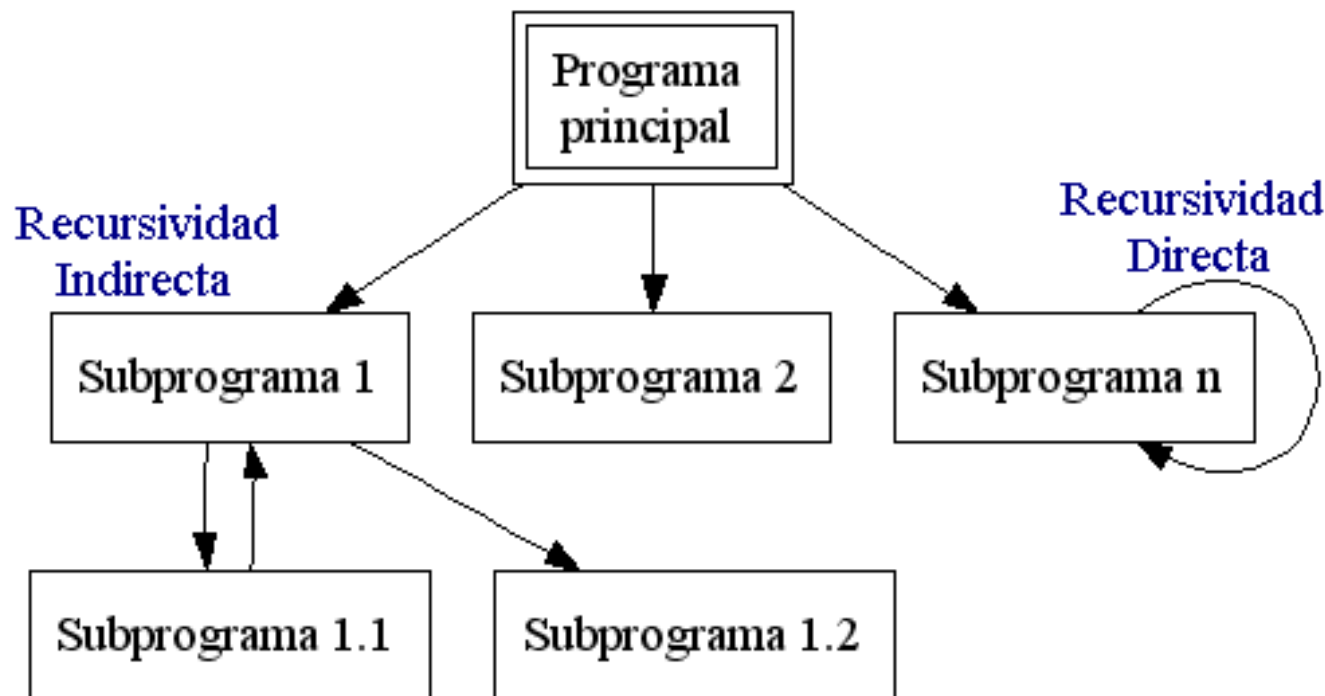 Programa
principal
Recursividad
Indirecta
Recursividad
Directa
Subprograma 1
Subprograma 2
Subprograma n
Subprograma 1.1
Subprograma 1.2